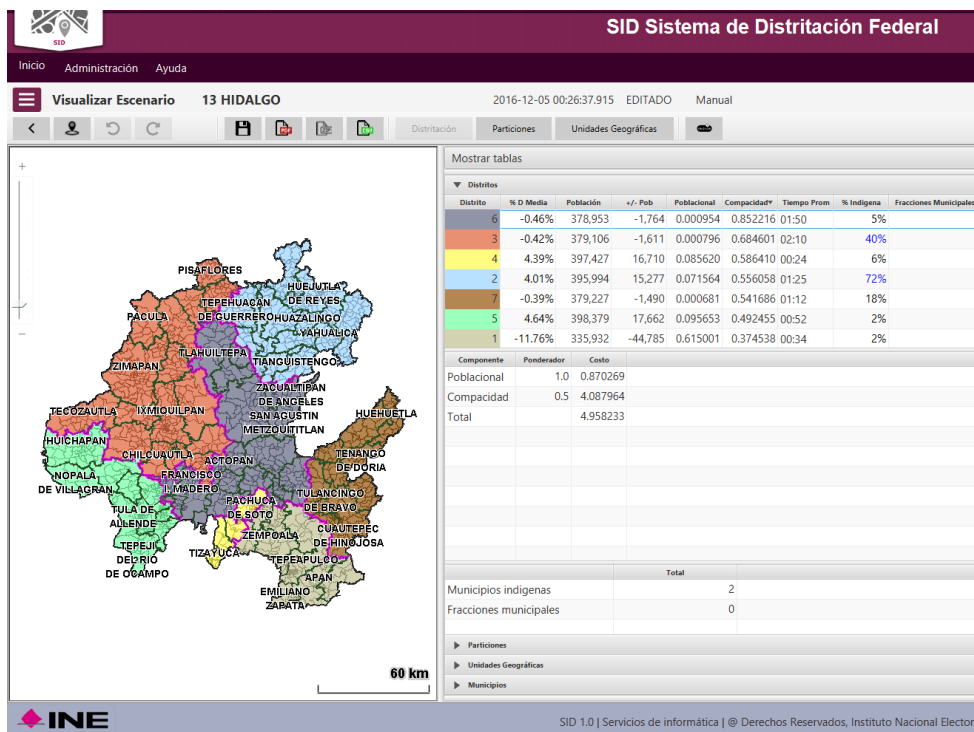 SID
SID Sistema de Distritación Federal
Inicio Administración Ayuda
Visualizar Escenario 13 HIDALGO 2016-12-05 00:26:37.915 EDITADO Manual
Distritación Particiones Unidades Geográficas
Mostrar tablas
Distritos
Distrito % D Media Población +/- Pob Poblacional Compacidad▼ Tiempo Prom % Indigena Fracciones Municipales
6 -0.46% 378,953 -1,764 0.000954 0.852216 01:50 5%
3 -0.42% 379,106 -1,611 0.000796 0.684601 02:10 40%
4 4.39% 397,427 16,710 0.085620 0.586410 00:24 6%
2 4.01% 395,994 15,277 0.071564 0.556058 01:25 72%
7 -0.39% 379,227 -1,490 0.000681 0.541686 01:12 18%
5 4.64% 398,379 17,662 0.095653 0.492455 00:52 2%
1 -11.76% 335,932 -44,785 0.615001 0.374538 00:34 2%
Componente Ponderador Costo
Poblacional 1.0 0.870269
Compacidad 0.5 4.087964
Total 4.958233
Total
Municipios indigenas 2
Fracciones municipales 0
Particiones
Unidades Geográficas
Municipios
+
-
PISAFLORES
HUEJUTLA
DE REYES
TEPEHUACAN
DE GUERRERO
HUAZALINGO
PACULA
YAHUALICA
TLAHUILTEPA
TIANGUISTENGO
ZIMAPAN
ZACUALTIPAN
DE ANGELES
TECOZAUTLA
IXMIQUILPAN
SAN AGUSTIN
METZQUITITLAN
HUEHUETLA
HUICHAPAN
CHILCUAUTLA
ACTOPAN
TENANGO
DE DORIA
NOPALA
DE VILLAGRAN
FRANCISCO
I. MADERO
PACHUCA
DE SOTO
TULANCINGO
DE BRAVO
TULA DE
ALLENDE
ZEMPOALA
CUAUTEPEC
DE HINOJOSA
TEPEJI
DEL RIO
DE OCAMPO
TIZAYUCA
TEPEAPULCO
APAN
EMILIANO
ZAPATA
60 km
INE
SID 1.0 | Servicios de informática | @ Derechos Reservados, Instituto Nacional Elector